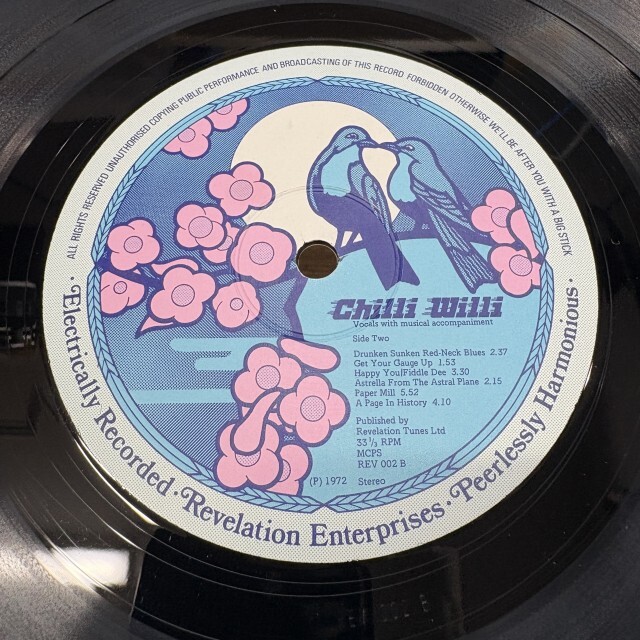 ALL RIGHTS RESERVED UNAUTHORISED COPYING PUBLIC PERFORMANCE AND BROADCASTING OF THIS RECORD FORBIDDEN OTHERWISE WE'LL BE AFTER YOU WITH A BIG STICK
Chilli Willi
Vocals with musical accompaniment
Side Two
Drunken Sunken Red-Neck Blues 2.37
Get Your Gauge Up 1.53
Happy You/Fiddle Dee 3.30
Astrella From The Astral Plane 2.15
Paper Mill 5.52
A Page In History 4.10
Published by
Revelation Tunes Ltd
33 1/3 RPM
MCPS
REV 002 B
(P) 1972 Stereo
· Electrically Recorded · Revelation Enterprises · Peerlessly Harmonious ·